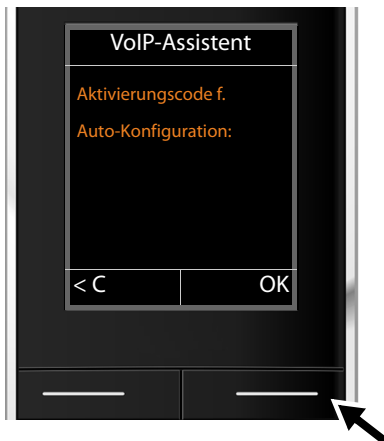 VoIP-Assistent
Aktivierungscode f.
Auto-Konfiguration:
< C OK